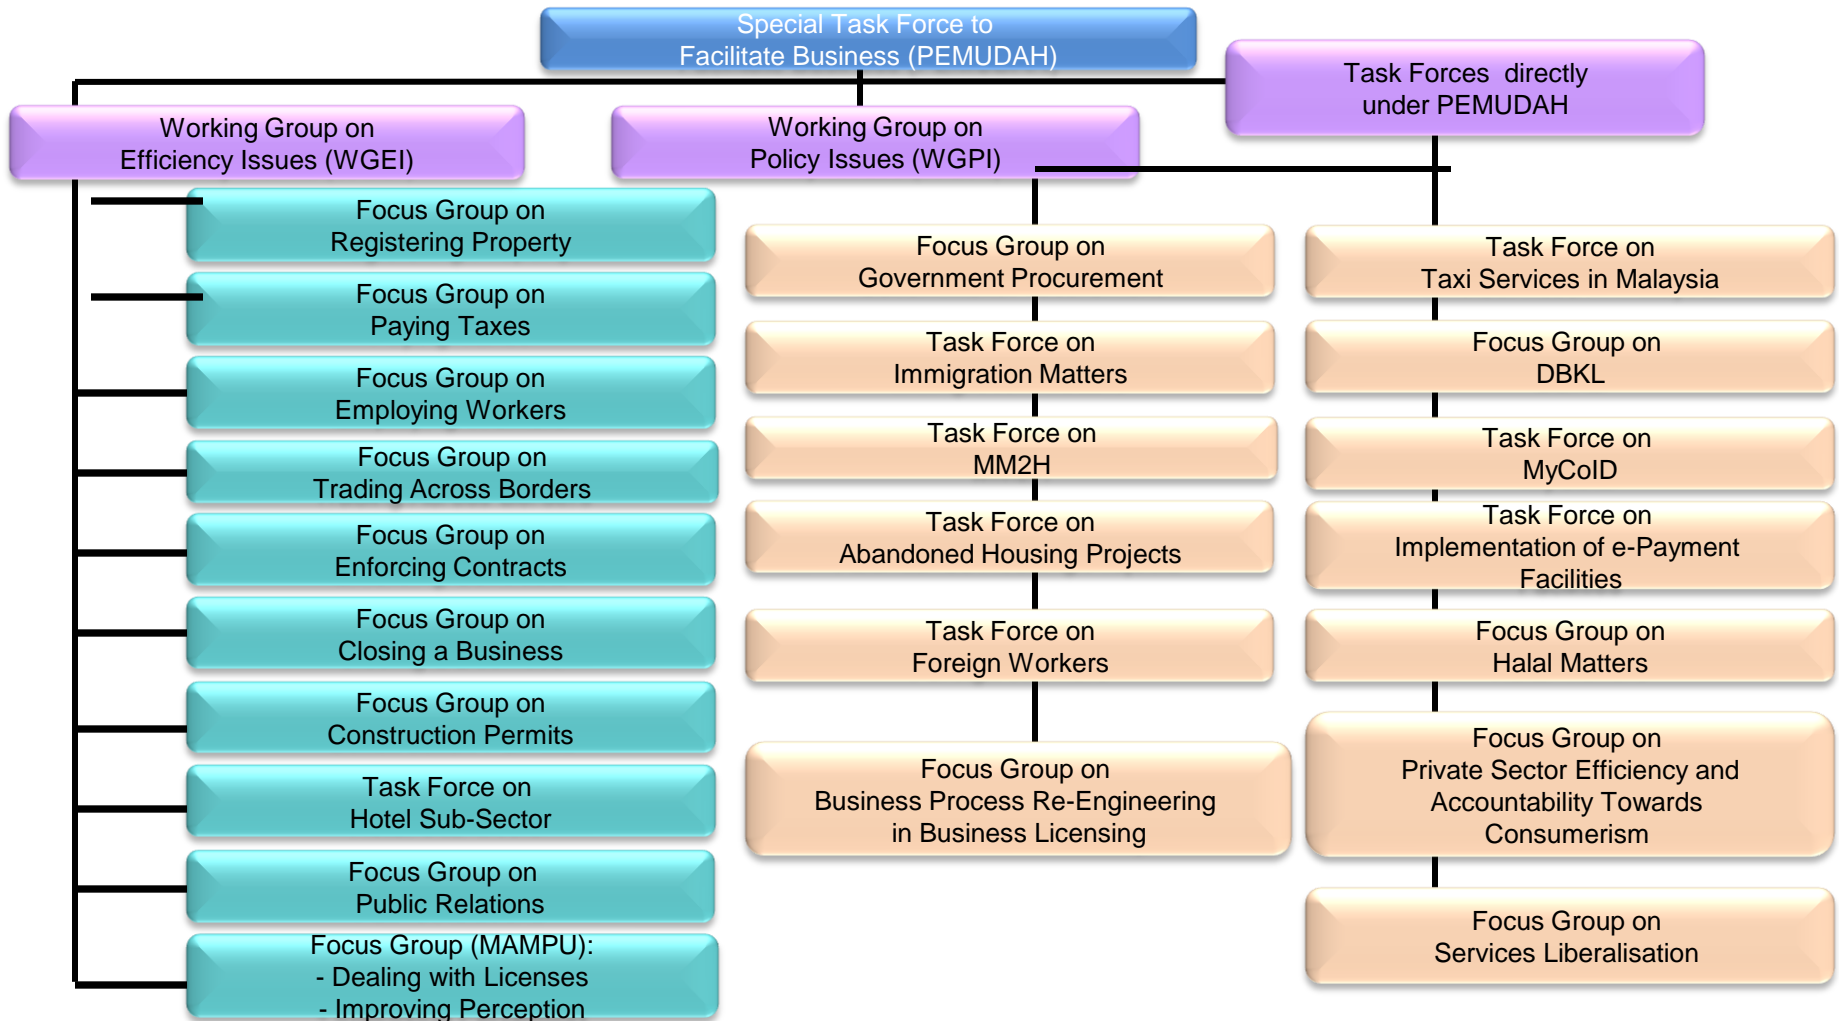 Special Task Force to
Facilitate Business (PEMUDAH)
Task Forces directly
under PEMUDAH
Working Group on
Efficiency Issues (WGEI)
Working Group on
Policy Issues (WGPI)
Focus Group on
Registering Property
Focus Group on
Paying Taxes
Focus Group on
Employing Workers
Focus Group on
Trading Across Borders
Focus Group on
Enforcing Contracts
Focus Group on
Closing a Business
Focus Group on
Construction Permits
Task Force on
Hotel Sub-Sector
Focus Group on
Public Relations
Focus Group (MAMPU):
- Dealing with Licenses
- Improving Perception
Focus Group on
Government Procurement
Task Force on
Immigration Matters
Task Force on
MM2H
Task Force on
Abandoned Housing Projects
Task Force on
Foreign Workers
Focus Group on
Business Process Re-Engineering
in Business Licensing
Task Force on
Taxi Services in Malaysia
Focus Group on
DBKL
Task Force on
MyCoID
Task Force on
Implementation of e-Payment
Facilities
Focus Group on
Halal Matters
Focus Group on
Private Sector Efficiency and
Accountability Towards
Consumerism
Focus Group on
Services Liberalisation